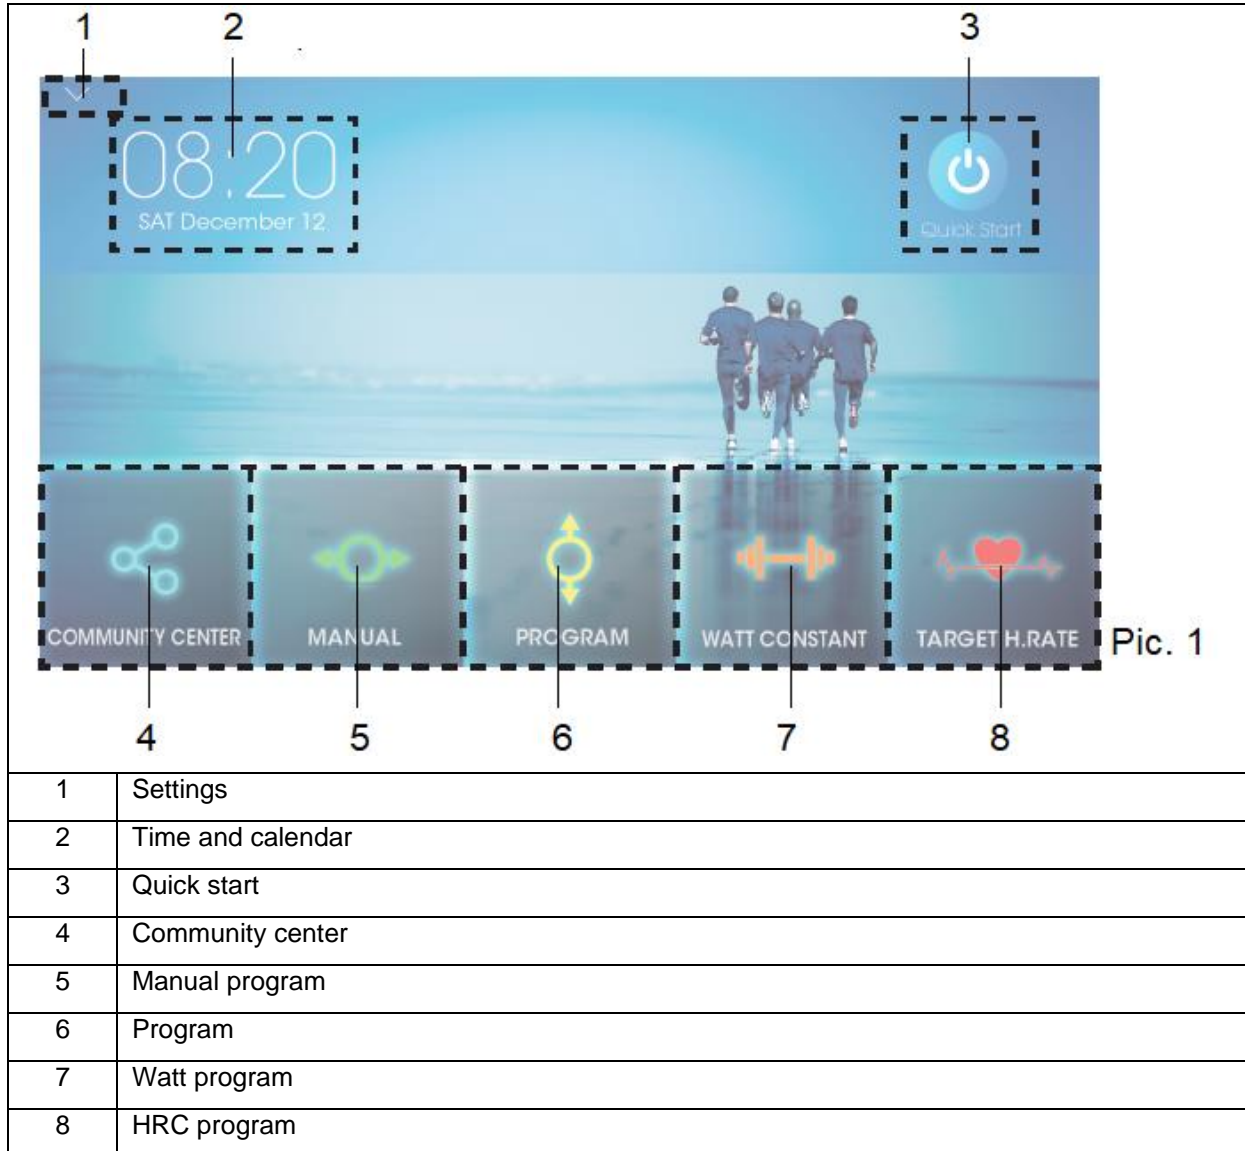 1 2 3
08:20
SAT December 12
Quick Start
COMMUNITY CENTER MANUAL PROGRAM WATT CONSTANT TARGET H.RATE
Pic. 1
4 5 6 7 8
1 Settings
2 Time and calendar
3 Quick start
4 Community center
5 Manual program
6 Program
7 Watt program
8 HRC program